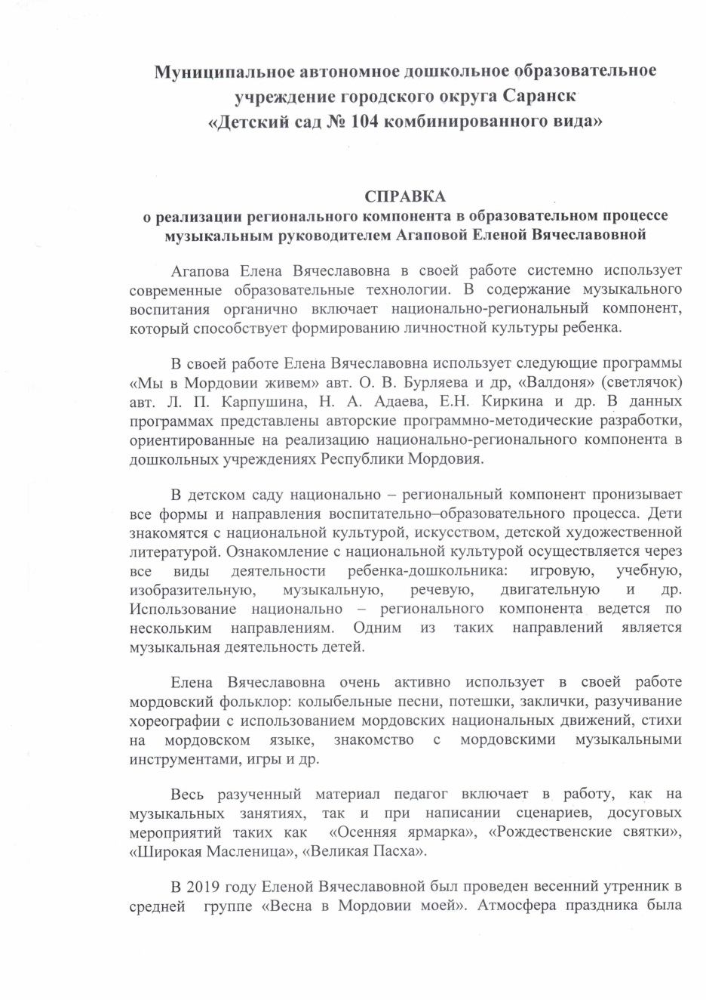 Муниципальное автономное дошкольное образовательное
учреждение городского округа Саранск
«Детский сад № 104 комбинированного вида»
СПРАВКА
о реализации регионального компонента в образовательном процессе
музыкальным руководителем Агаповой Еленой Вячеславовной
Агапова Елена Вячеславовна в своей работе системно использует
современные образовательные технологии. В содержание музыкального
воспитания органично включает национально-региональный компонент,
который способствует формированию личностной культуры ребенка.
В своей работе Елена Вячеславовна использует следующие программы
«Мы в Мордовии живем» авт. О. В. Бурляева и др, «Валдоня» (светлячок)
авт. Л. П. Карпушина, Н. А. Адаева, Е.Н. Киркина и др. В данных
программах представлены авторские программно-методические разработки,
ориентированные на реализацию национально-регионального компонента в
дошкольных учреждениях Республики Мордовия.
В детском саду национально – региональный компонент пронизывает
все формы и направления воспитательно–образовательного процесса. Дети
знакомятся с национальной культурой, искусством, детской художественной
литературой. Ознакомление с национальной культурой осуществляется через
все виды деятельности ребенка-дошкольника: игровую, учебную,
изобразительную, музыкальную, речевую, двигательную и др.
Использование национально – регионального компонента ведется по
нескольким направлениям. Одним из таких направлений является
музыкальная деятельность детей.
Елена Вячеславовна очень активно использует в своей работе
мордовский фольклор: колыбельные песни, потешки, заклички, разучивание
хореографии с использованием мордовских национальных движений, стихи
на мордовском языке, знакомство с мордовскими музыкальными
инструментами, игры и др.
Весь разученный материал педагог включает в работу, как на
музыкальных занятиях, так и при написании сценариев, досуговых
мероприятий таких как «Осенняя ярмарка», «Рождественские святки»,
«Широкая Масленица», «Великая Пасха».
В 2019 году Еленой Вячеславовной был проведен весенний утренник в
средней группе «Весна в Мордовии моей». Атмосфера праздника была